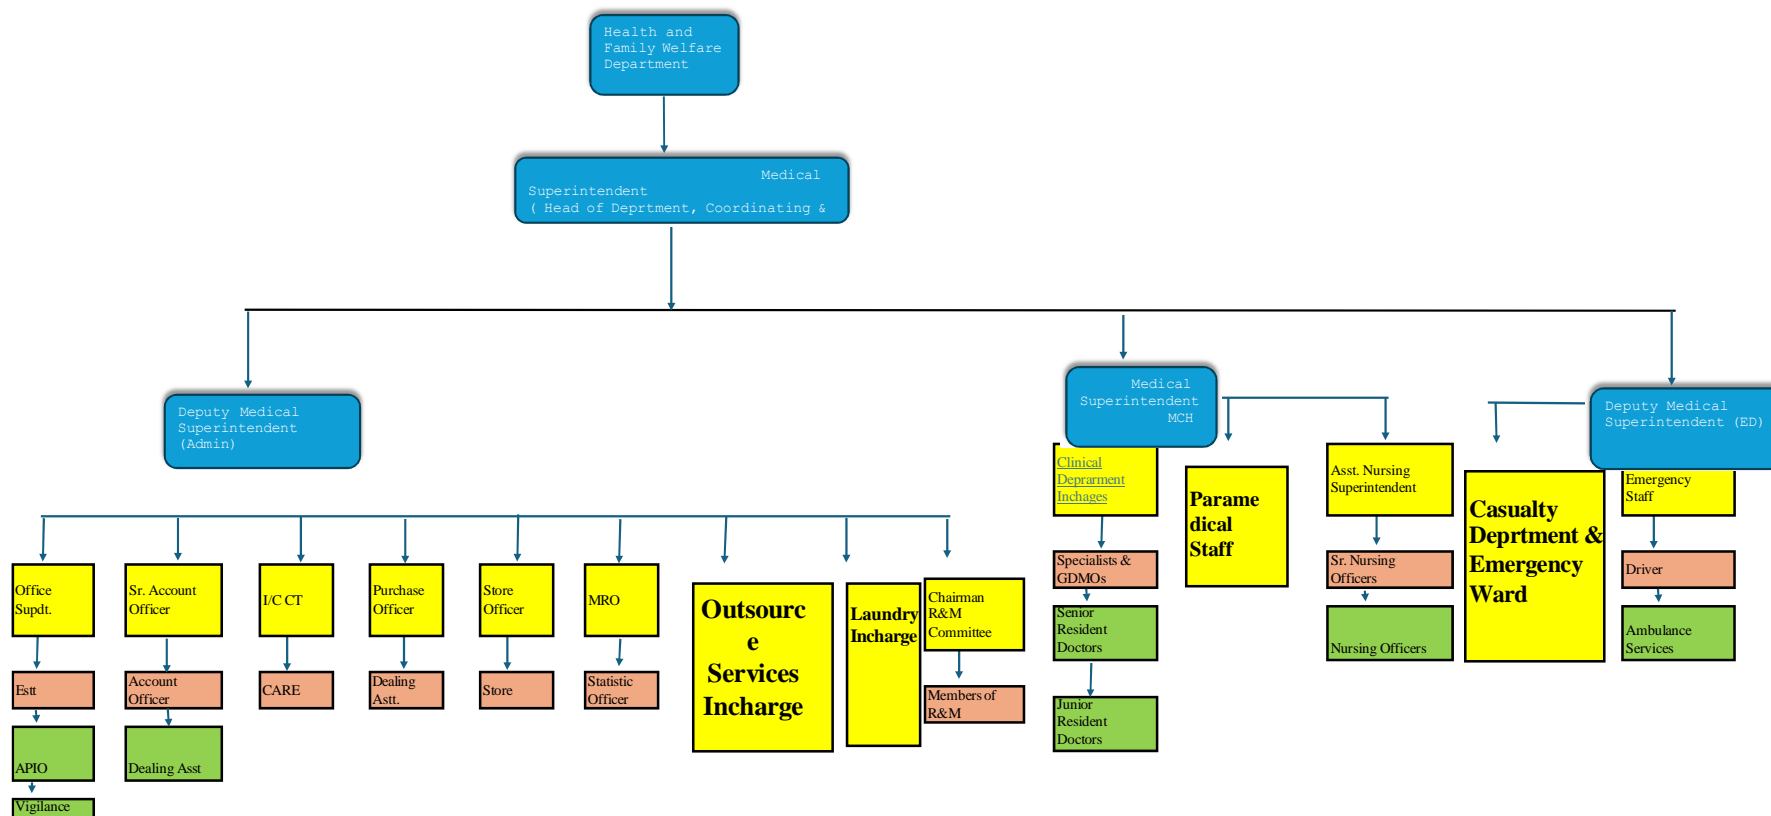 Health and
Family Welfare
Department
Medical
Superintendent
( Head of Deprtment, Coordinating &
Deputy Medical
Superintendent
(Admin)
Medical
Superintendent
MCH
Deputy Medical
Superintendent (ED)
Clinical
Deprarment
Inchages
Parame
dical
Staff
Asst. Nursing
Superintendent
Casualty
Deprtment &
Emergency
Ward
Emergency
Staff
Specialists &
GDMOs
Sr. Nursing
Officers
Driver
Senior
Resident
Doctors
Nursing Officers
Ambulance
Services
Junior
Resident
Doctors
Office
Supdt.
Sr. Account
Officer
I/C CT
Purchase
Officer
Store
Officer
MRO
Outsourc
e
Services
Incharge
Laundry
Incharge
Chairman
R&M
Committee
Estt
Account
Officer
CARE
Dealing
Astt.
Store
Statistic
Officer
Members of
R&M
APIO
Dealing Asst
Vigilance